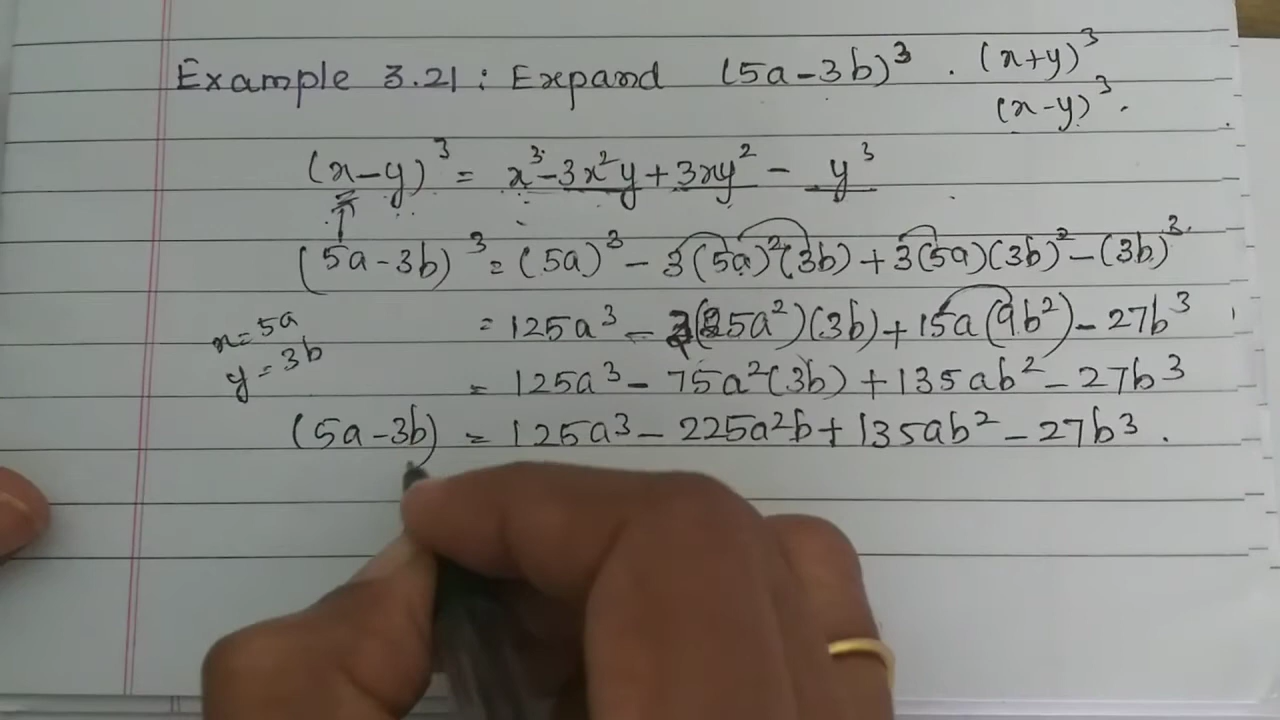 Example 3.21 : Expand (5a-3b)³ . (x+y)³
(x-y)³.
(x-y)³ = x³-3x²y+3xy² - y³
(5a-3b)³ = (5a)³ - 3(5a)²(3b)+3(5a)(3b)²-(3b)³.
x=5a
y=3b
= 125a³ - 3(25a²)(3b)+15a(9b²)-27b³
= 125a³ - 75a²(3b)+135ab²-27b³
(5a-3b) = 125a³ - 225a²b+135ab²-27b³.